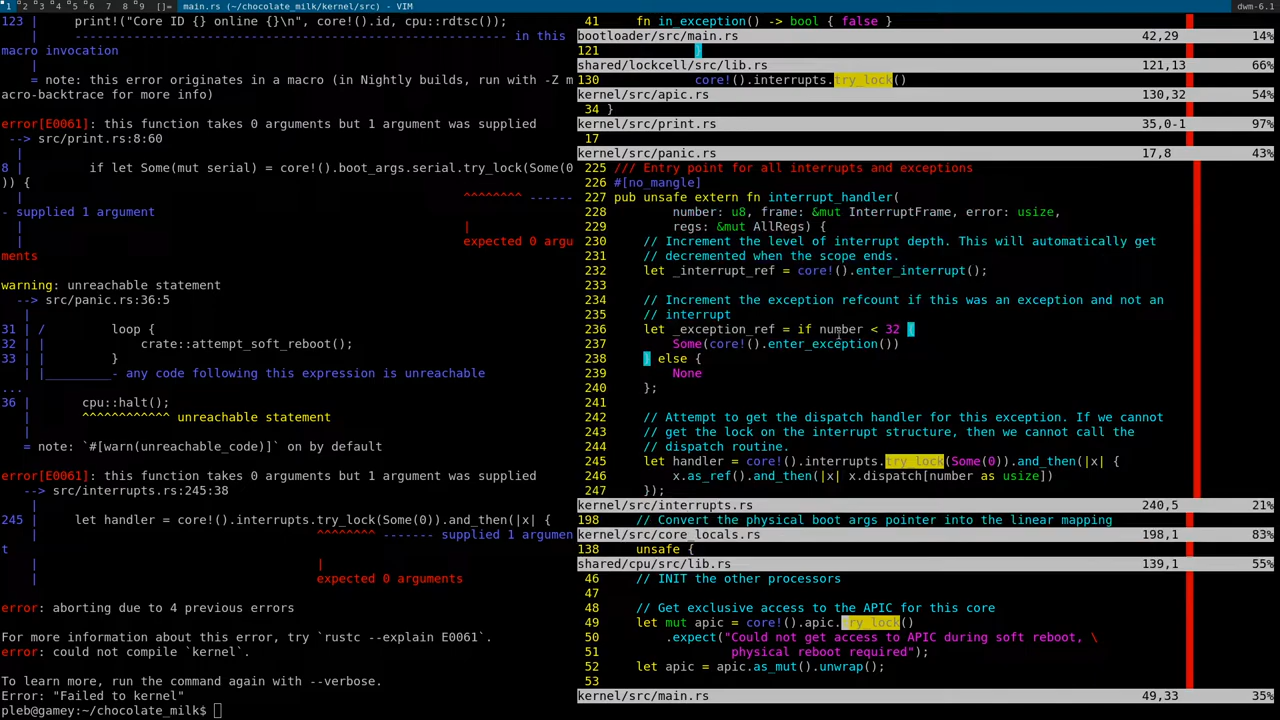 1 2 3 4 5 6 7 8 9 []= main.rs (~/chocolate_milk/kernel/src) - VIM dwm-6.1
123 |     print!("Core ID {} online {}\n", core!().id, cpu::rdtsc());
    |     ---------------------------------------------------------- in this
macro invocation
    |
    = note: this error originates in a macro (in Nightly builds, run with -Z m
acro-backtrace for more info)
error[E0061]: this function takes 0 arguments but 1 argument was supplied
 --> src/print.rs:8:60
  |
8 |         if let Some(mut serial) = core!().boot_args.serial.try_lock(Some(0
)) {
  |                                                            ^^^^^^^^ ------
- supplied 1 argument
  |                                                            |
  |                                                            expected 0 argu
ments
warning: unreachable statement
  --> src/panic.rs:36:5
   |
31 | /         loop {
32 | |             crate::attempt_soft_reboot();
33 | |         }
   | |_________- any code following this expression is unreachable
...
36 |       cpu::halt();
   |       ^^^^^^^^^^^^ unreachable statement
   |
   = note: `#[warn(unreachable_code)]` on by default
error[E0061]: this function takes 0 arguments but 1 argument was supplied
   --> src/interrupts.rs:245:38
    |
245 |     let handler = core!().interrupts.try_lock(Some(0)).and_then(|x| {
    |                                      ^^^^^^^^ ------- supplied 1 argumen
t
    |                                      |
    |                                      expected 0 arguments
error: aborting due to 4 previous errors
For more information about this error, try `rustc --explain E0061`.
error: could not compile `kernel`.
To learn more, run the command again with --verbose.
Error: "Failed to kernel"
pleb@gamey:~/chocolate_milk$
41     fn in_exception() -> bool { false }
bootloader/src/main.rs 42,29 14%
121             }
shared/lockcell/src/lib.rs 121,13 66%
130             core!().interrupts.try_lock()
kernel/src/apic.rs 130,32 54%
34 }
kernel/src/print.rs 35,0-1 97%
17
kernel/src/panic.rs 17,8 43%
225 /// Entry point for all interrupts and exceptions
226 #[no_mangle]
227 pub unsafe extern fn interrupt_handler(
228         number: u8, frame: &mut InterruptFrame, error: usize,
229         regs: &mut AllRegs) {
230     // Increment the level of interrupt depth. This will automatically get
231     // decremented when the scope ends.
232     let _interrupt_ref = core!().enter_interrupt();
233
234     // Increment the exception refcount if this was an exception and not an
235     // interrupt
236     let _exception_ref = if number < 32 {
237         Some(core!().enter_exception())
238     } else {
239         None
240     };
241
242     // Attempt to get the dispatch handler for this exception. If we cannot
243     // get the lock on the interrupt structure, then we cannot call the
244     // dispatch routine.
245     let handler = core!().interrupts.try_lock(Some(0)).and_then(|x| {
246         x.as_ref().and_then(|x| x.dispatch[number as usize])
247     });
kernel/src/interrupts.rs 240,5 21%
198     // Convert the physical boot args pointer into the linear mapping
kernel/src/core_locals.rs 198,1 83%
138     unsafe {
shared/cpu/src/lib.rs 139,1 55%
46     // INIT the other processors
47
48     // Get exclusive access to the APIC for this core
49     let mut apic = core!().apic.try_lock()
50         .expect("Could not get access to APIC during soft reboot, \
51                 physical reboot required");
52     let apic = apic.as_mut().unwrap();
53
kernel/src/main.rs 49,33 35%